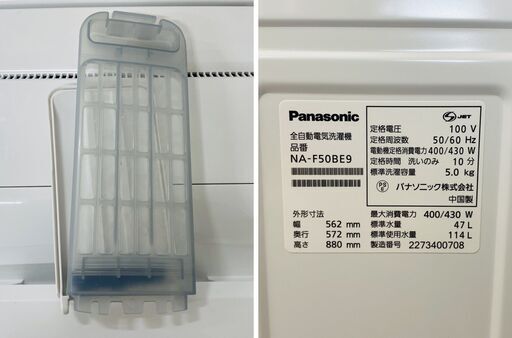 Panasonic
全自動電気洗濯機
品番
NA-F50BE9
外形寸法
幅 562 mm
奥行 572 mm
高さ 880 mm
JET
定格電圧 100 V
定格周波数 50/60 Hz
電動機定格消費電力 400/430 W
定格時間 洗いのみ 10 分
標準洗濯容量 5.0 kg
PSE パナソニック株式会社
中国製
最大消費電力 400/430 W
標準水量 47 L
標準使用水量 114 L
製造番号 2273400708